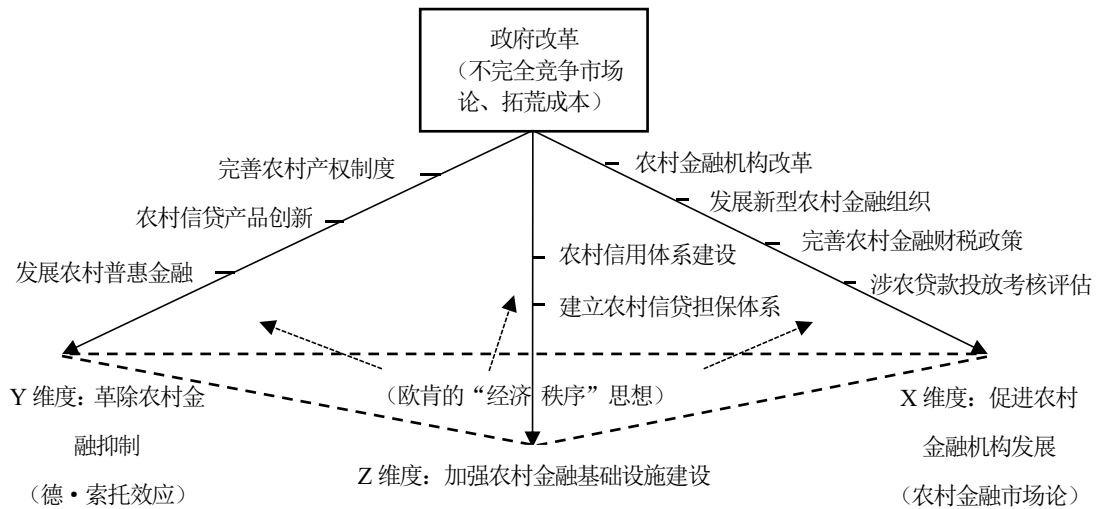 政府改革
（不完全竞争市场
论、拓荒成本）
完善农村产权制度
农村金融机构改革
农村信贷产品创新
发展新型农村金融组织
完善农村金融财税政策
农村信用体系建设
发展农村普惠金融
涉农贷款投放考核评估
建立农村信贷担保体系
（欧肯的“经济 秩序”思想）
Y 维度：革除农村金
融抑制
（德·索托效应）
Z 维度：加强农村金融基础设施建设
X 维度：促进农村
金融机构发展
（农村金融市场论）